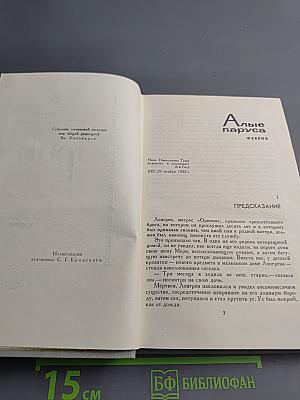 Собрание сочинений выходит
под общей редакцией
Вл. Россельса.
Иллюстрации
художника С. Г. Бродского.
Алые
паруса
ФЕЕРИЯ
Нине Николаевне Грин
подносит и посвящает
Автор
ПБГ, 23 ноября 1922 г.
I
ПРЕДСКАЗАНИЕ
Лонгрен, матрос «Ориона», крепкого трехсоттонного
брига, на котором он прослужил десять лет и к которому
был привязан сильнее, чем иной сын к родной матери, дол-
жен был наконец покинуть эту службу.
Это произошло так. В одно из его редких возвращений
домой, он не увидел, как всегда еще издали, на пороге дома
свою жену Мери, всплескивающую руками, а затем бегу-
щую навстречу до потери дыхания. Вместо нее, у детской
кроватки — нового предмета в маленьком доме Лонгрена —
стояла взволнованная соседка.
— Три месяца я ходила за нею, старик, — сказала
она, — посмотри на свою дочь.
Мертвея, Лонгрен наклонился и увидел восьмимесячное
существо, сосредоточенно взиравшее на его длинную боро-
ду, затем сел, потупился и стал крутить ус. Ус был мокрый,
как от дождя.
3
15 см
БФ БИБЛИОФАН